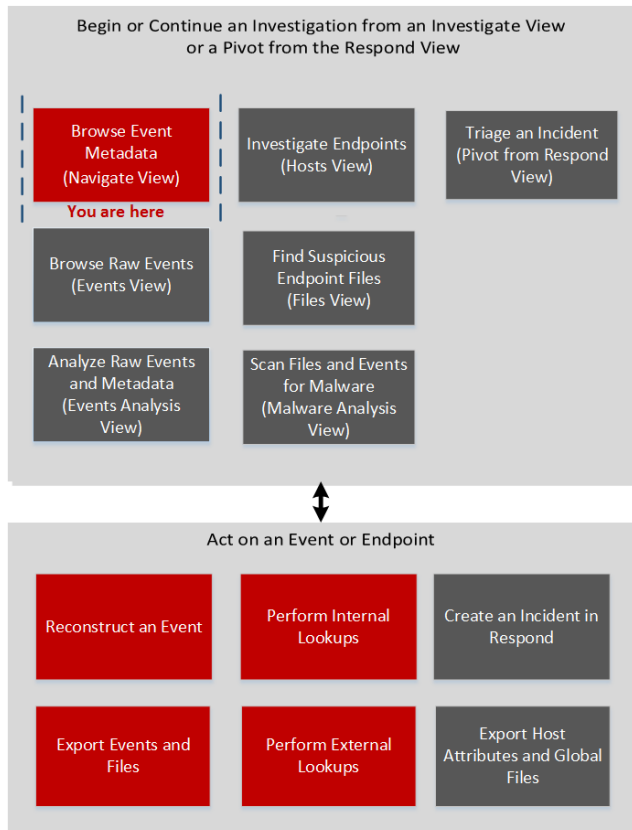 Begin or Continue an Investigation from an Investigate View
or a Pivot from the Respond View
Browse Event
Metadata
(Navigate View)
You are here
Investigate Endpoints
(Hosts View)
Triage an Incident
(Pivot from Respond
View)
Browse Raw Events
(Events View)
Find Suspicious
Endpoint Files
(Files View)
Analyze Raw Events
and Metadata
(Events Analysis
View)
Scan Files and Events
for Malware
(Malware Analysis
View)
Act on an Event or Endpoint
Reconstruct an Event
Perform Internal
Lookups
Create an Incident in
Respond
Export Events and
Files
Perform External
Lookups
Export Host
Attributes and Global
Files